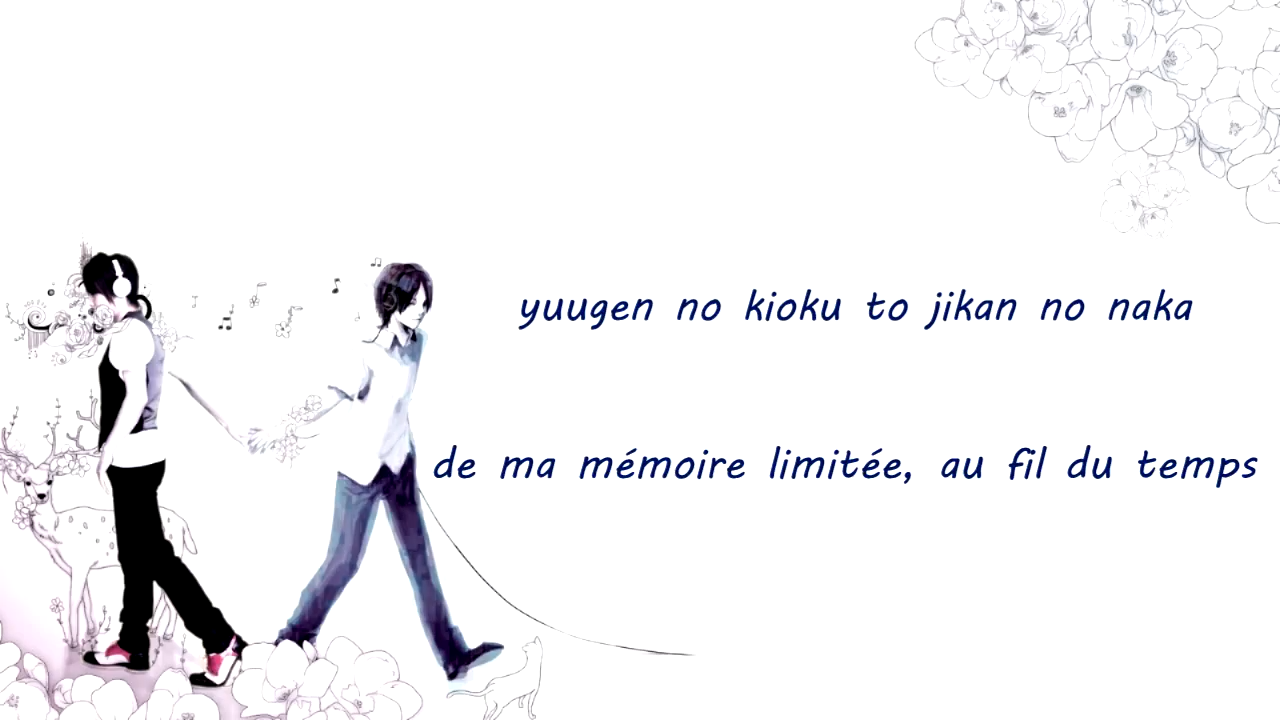 yuugen no kioku to jikan no naka
de ma mémoire limitée, au fil du temps